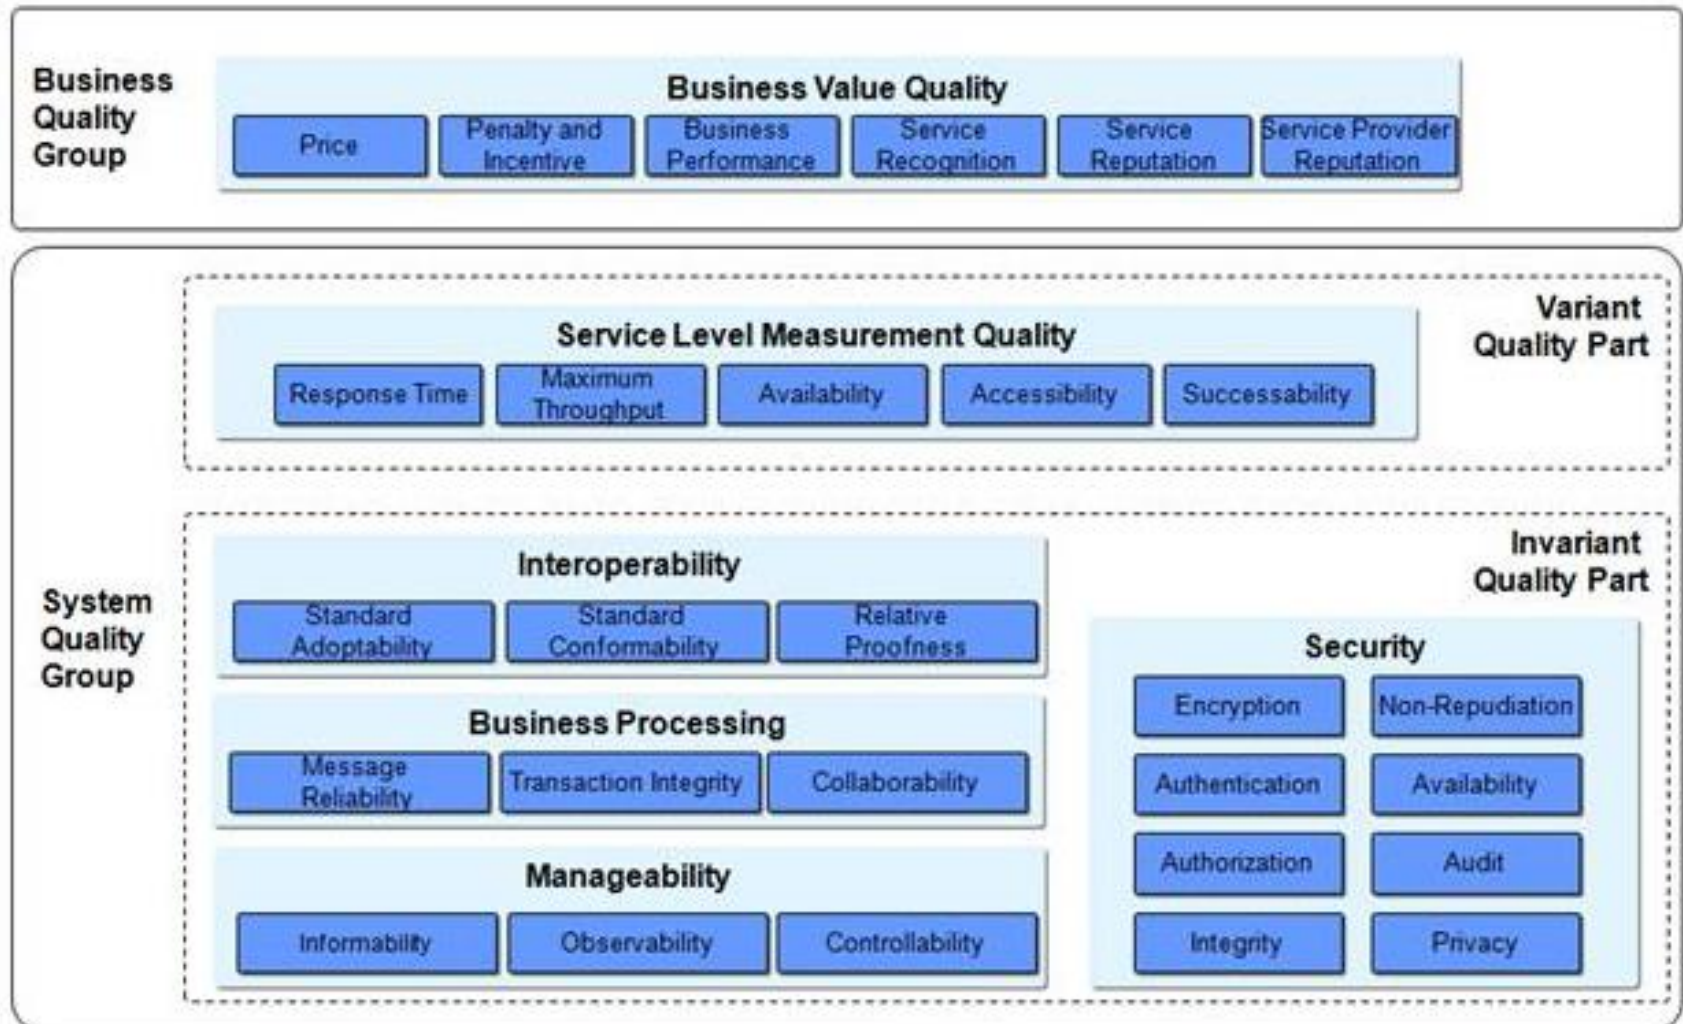 Business
Quality
Group
Business Value Quality
Price
Penalty and
Incentive
Business
Performance
Service
Recognition
Service
Reputation
Service Provider
Reputation
Variant
Quality Part
Service Level Measurement Quality
Response Time
Maximum
Throughput
Availability
Accessibility
Successability
System
Quality
Group
Invariant
Quality Part
Interoperability
Standard
Adoptability
Standard
Conformability
Relative
Proofness
Business Processing
Message
Reliability
Transaction Integrity
Collaborability
Manageability
Informability
Observability
Controllability
Security
Encryption
Non-Repudiation
Authentication
Availability
Authorization
Audit
Integrity
Privacy